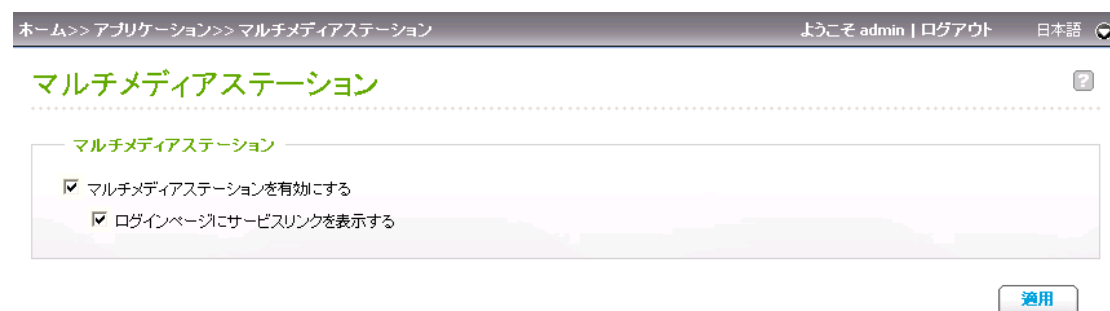 ホーム>> アプリケーション>> マルチメディアステーション
ようこそ admin | ログアウト 日本語
マルチメディアステーション
?
マルチメディアステーション
マルチメディアステーションを有効にする
ログインページにサービスリンクを表示する
適用